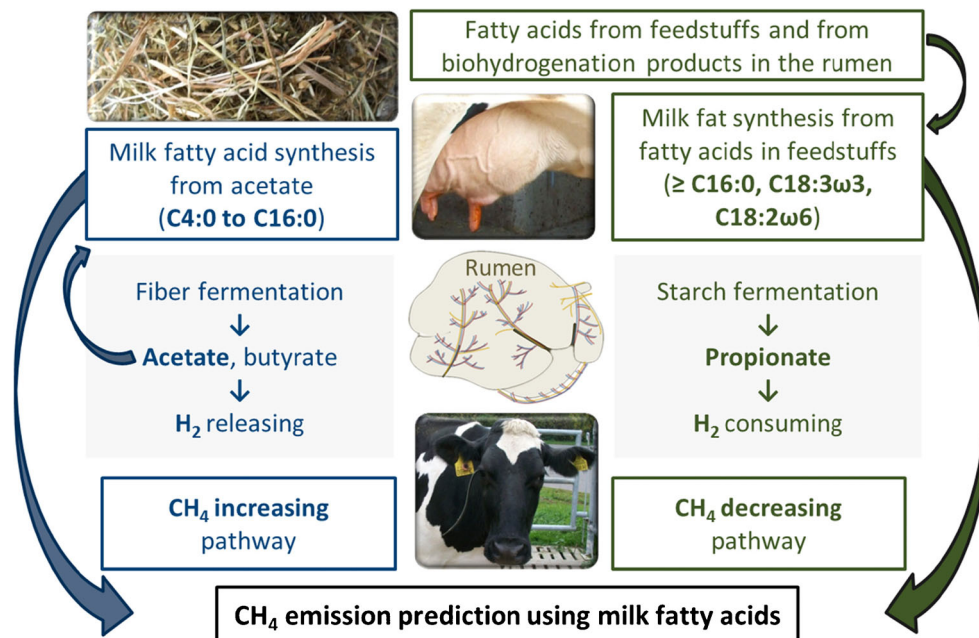 Fatty acids from feedstuffs and from
biohydrogenation products in the rumen
Milk fatty acid synthesis
from acetate
(C4:0 to C16:0)
Milk fat synthesis from
fatty acids in feedstuffs
(≥ C16:0, C18:3ω3,
C18:2ω6)
Fiber fermentation
↓
Acetate, butyrate
↓
H₂ releasing
Rumen
Starch fermentation
↓
Propionate
↓
H₂ consuming
CH₄ increasing
pathway
CH₄ decreasing
pathway
CH₄ emission prediction using milk fatty acids